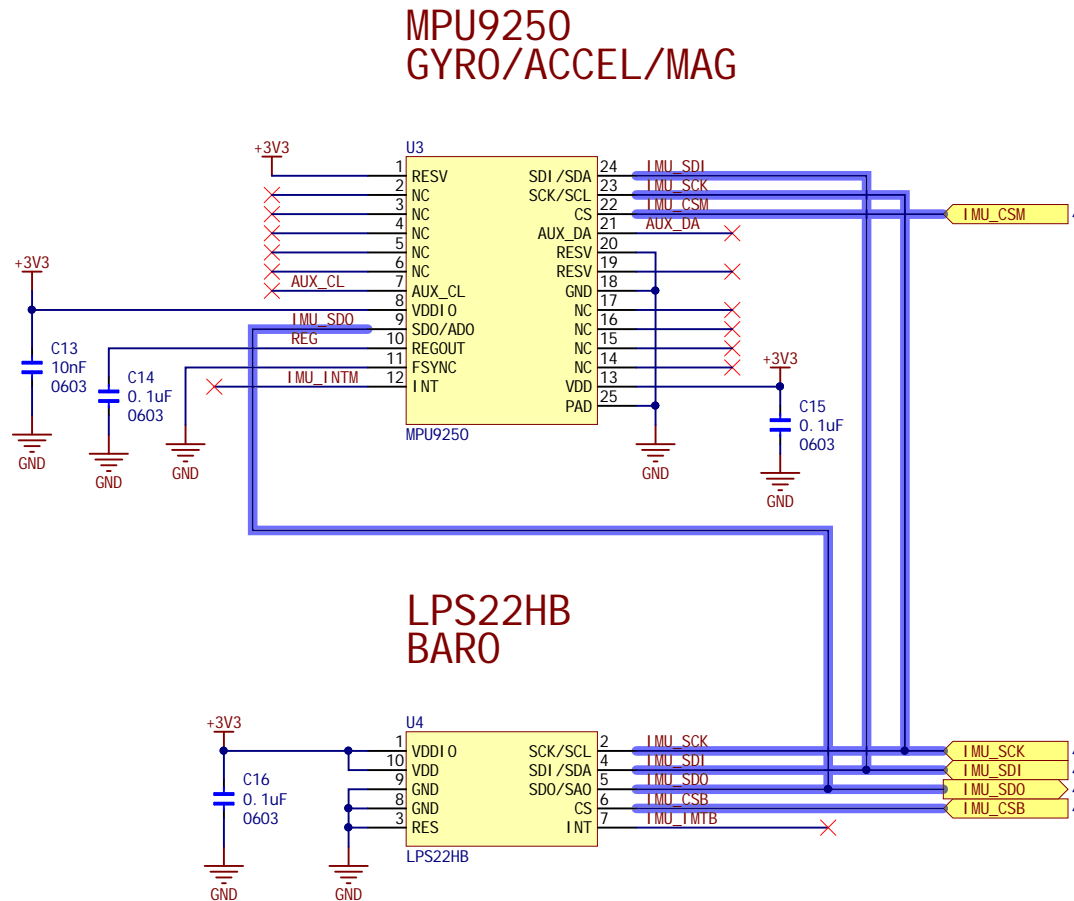 MPU9250
GYRO/ACCEL/MAG
+3V3
U3
1 RESV
2 NC
3 NC
4 NC
5 NC
6 NC
AUX_CL 7 AUX_CL
8 VDDIO
IMU_SDO 9 SDO/ADO
REG 10 REGOUT
11 FSYNC
IMU_INTM 12 INT
SDI/SDA 24 IMU_SDI
SCK/SCL 23 IMU_SCK
CS 22 IMU_CSM
IMU_CSM
AUX_DA 21 AUX_DA
RESV 20
RESV 19
GND 18
NC 17
NC 16
NC 15
NC 14
VDD 13
PAD 25
MPU9250
+3V3
C13
10nF
0603
GND
C14
0.1uF
0603
GND
GND
GND
+3V3
C15
0.1uF
0603
GND
LPS22HB
BARO
+3V3
C16
0.1uF
0603
GND
GND
U4
1 VDDIO
10 VDD
9 GND
8 GND
3 RES
SCK/SCL 2 IMU_SCK
SDI/SDA 4 IMU_SDI
SDO/SAO 5 IMU_SDO
CS 6 IMU_CSB
INT 7 IMU_IMTB
LPS22HB
IMU_SCK
IMU_SDI
IMU_SDO
IMU_CSB